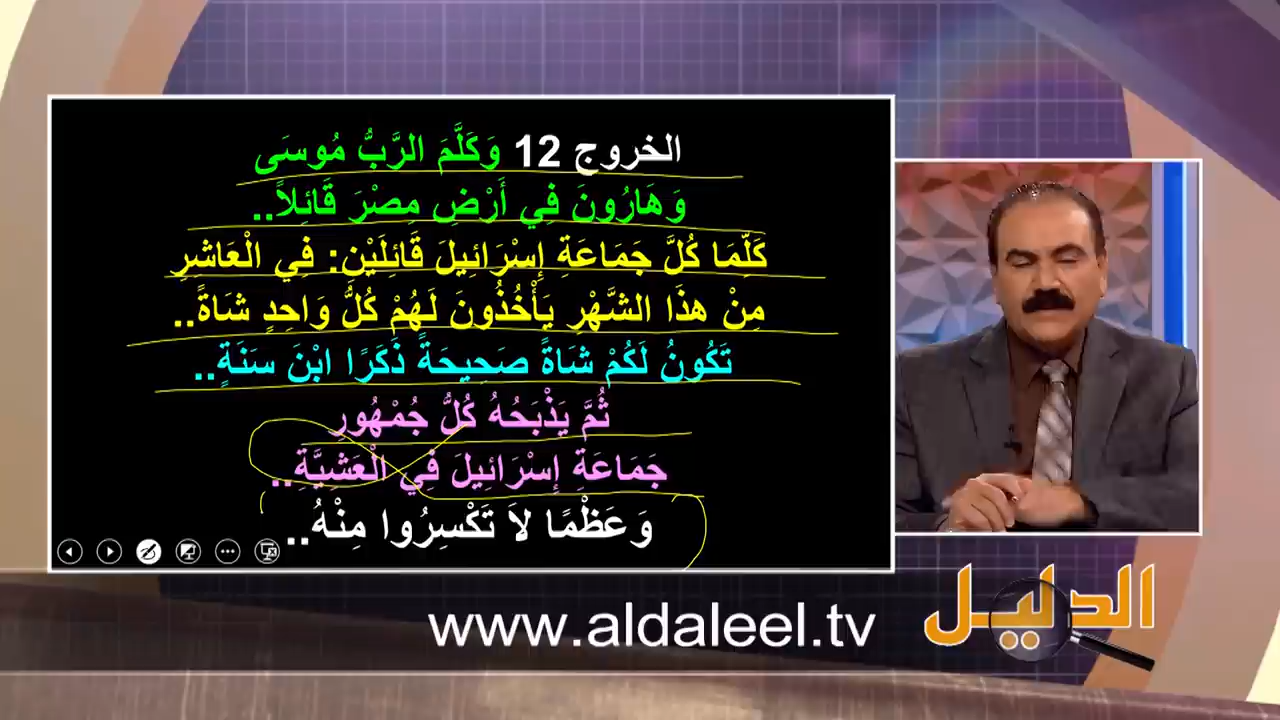 الخروج 12 وَكَلَّمَ الرَّبُّ مُوسَى
وَهَارُونَ فِي أَرْضِ مِصْرَ قَائِلاً..
كَلِّمَا كُلَّ جَمَاعَةِ إِسْرَائِيلَ قَائِلَيْنِ: فِي الْعَاشِرِ
مِنْ هذَا الشَّهْرِ يَأْخُذُونَ لَهُمْ كُلُّ وَاحِدٍ شَاةً..
تَكُونُ لَكُمْ شَاةً صَحِيحَةً ذَكَرًا ابْنَ سَنَةٍ..
ثُمَّ يَذْبَحُهُ كُلُّ جُمْهُورِ
جَمَاعَةِ إِسْرَائِيلَ فِي الْعَشِيَّةِ..
وَعَظْمًا لاَ تَكْسِرُوا مِنْهُ..
الدليل
www.aldaleel.tv